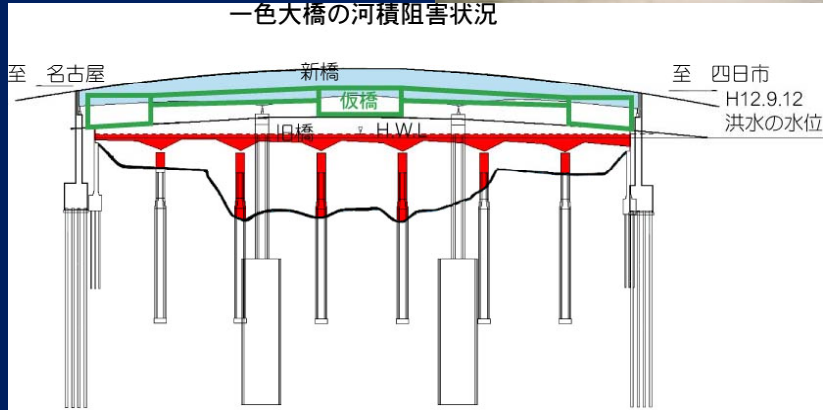 一色大橋の河積阻害状況
至 名古屋
新橋
至 四日市
仮橋
H12.9.12
洪水の水位
旧橋
H.W.L